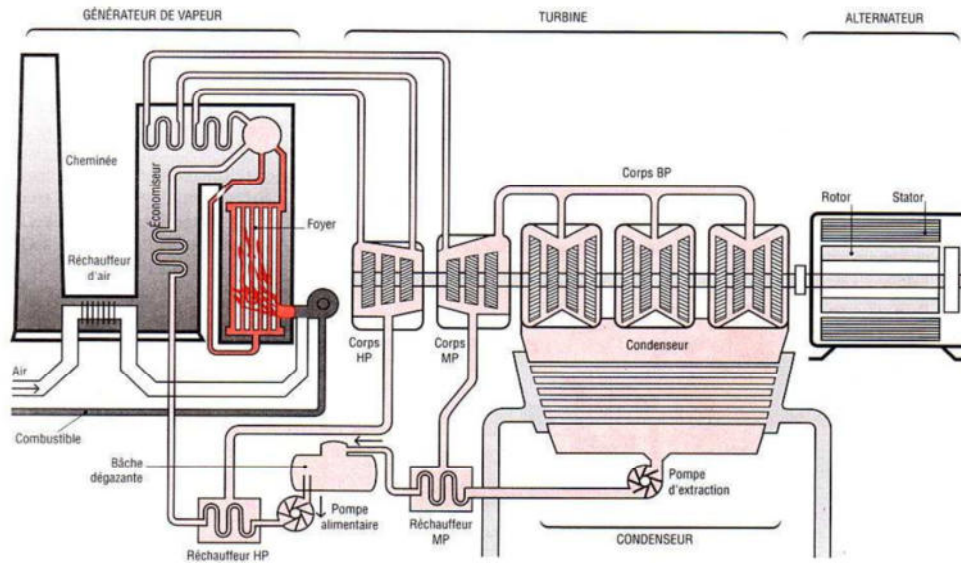 GÉNÉRATEUR DE VAPEUR
TURBINE
ALTERNATEUR
Cheminée
Économiseur
Réchauffeur
d'air
Foyer
Corps BP
Rotor
Stator
Corps
HP
Corps
MP
Condenseur
Air
Combustible
Bâche
dégazante
Pompe
alimentaire
Réchauffeur HP
Réchauffeur
MP
Pompe
d'extraction
CONDENSEUR